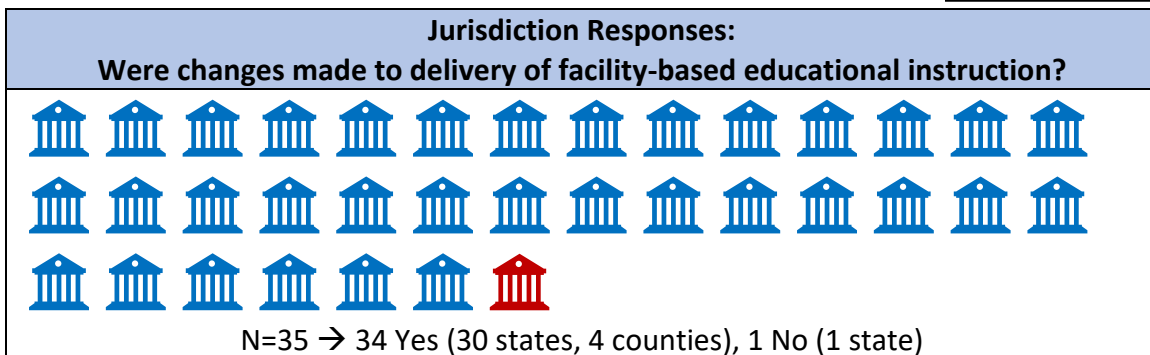 Jurisdiction Responses:
Were changes made to delivery of facility-based educational instruction?
N=35 → 34 Yes (30 states, 4 counties), 1 No (1 state)